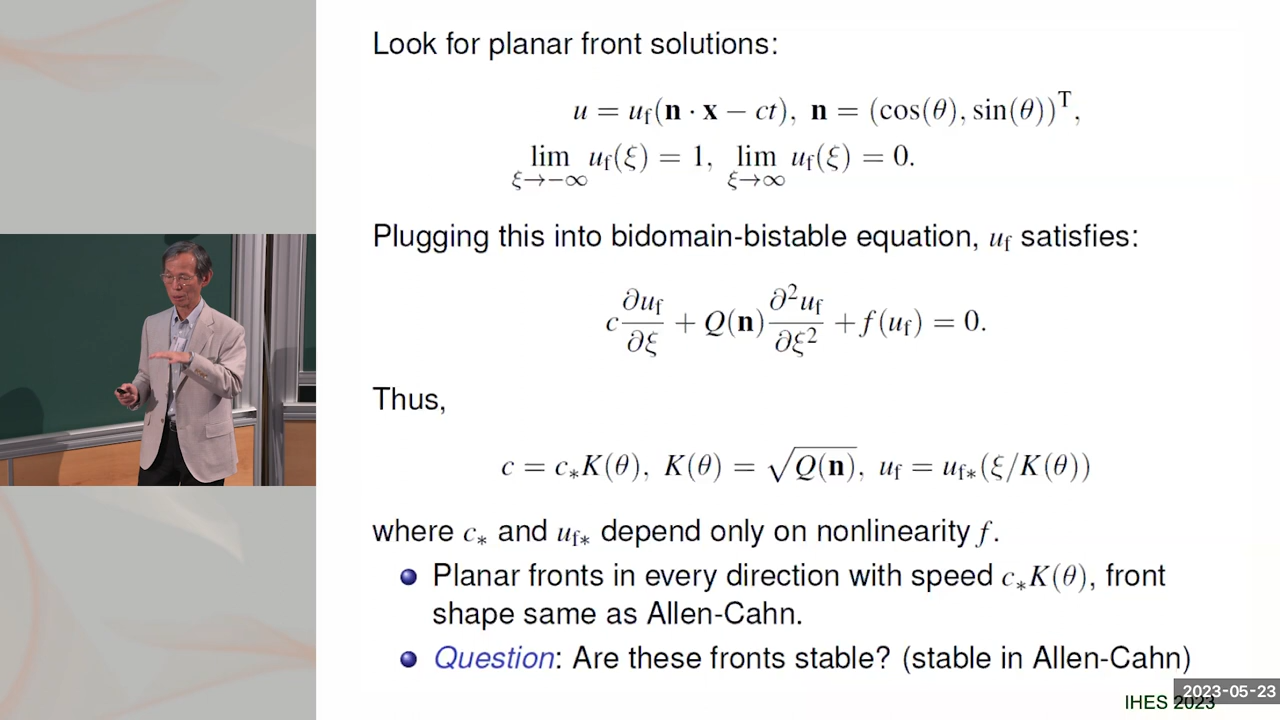 Look for planar front solutions:
u = u_f(n · x − ct), n = (cos(θ), sin(θ))^T,
lim_{ξ→−∞} u_f(ξ) = 1, lim_{ξ→∞} u_f(ξ) = 0.
Plugging this into bidomain-bistable equation, u_f satisfies:
c ∂u_f/∂ξ + Q(n) ∂²u_f/∂ξ² + f(u_f) = 0.
Thus,
c = c_*K(θ), K(θ) = √Q(n), u_f = u_{f*}(ξ/K(θ))
where c_* and u_{f*} depend only on nonlinearity f.
Planar fronts in every direction with speed c_*K(θ), front
shape same as Allen-Cahn.
Question: Are these fronts stable? (stable in Allen-Cahn)
2023-05-23
IHES 2023